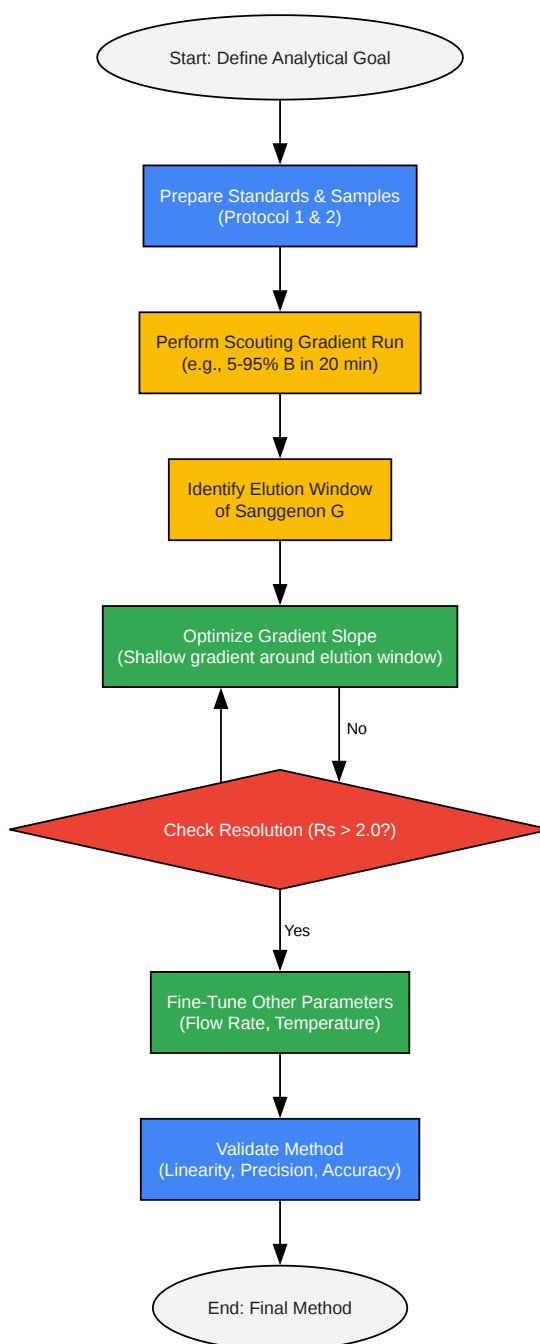 Start: Define Analytical Goal
Prepare Standards & Samples
(Protocol 1 & 2)
Perform Scouting Gradient Run
(e.g., 5-95% B in 20 min)
Identify Elution Window
of Sanggenon G
Optimize Gradient Slope
(Shallow gradient around elution window)
No
Check Resolution (Rs > 2.0?)
Yes
Fine-Tune Other Parameters
(Flow Rate, Temperature)
Validate Method
(Linearity, Precision, Accuracy)
End: Final Method